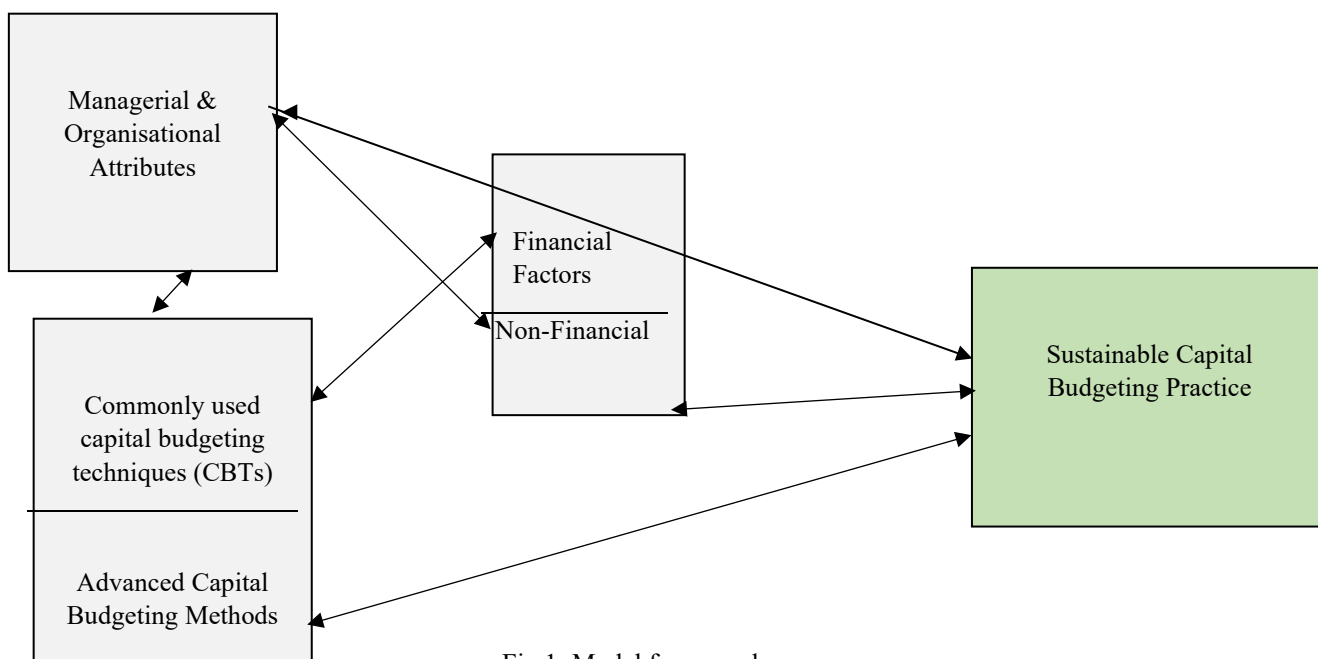 Managerial &
Organisational
Attributes
Financial
Factors
Non-Financial
Sustainable Capital
Budgeting Practice
Commonly used
capital budgeting
techniques (CBTs)
Advanced Capital
Budgeting Methods